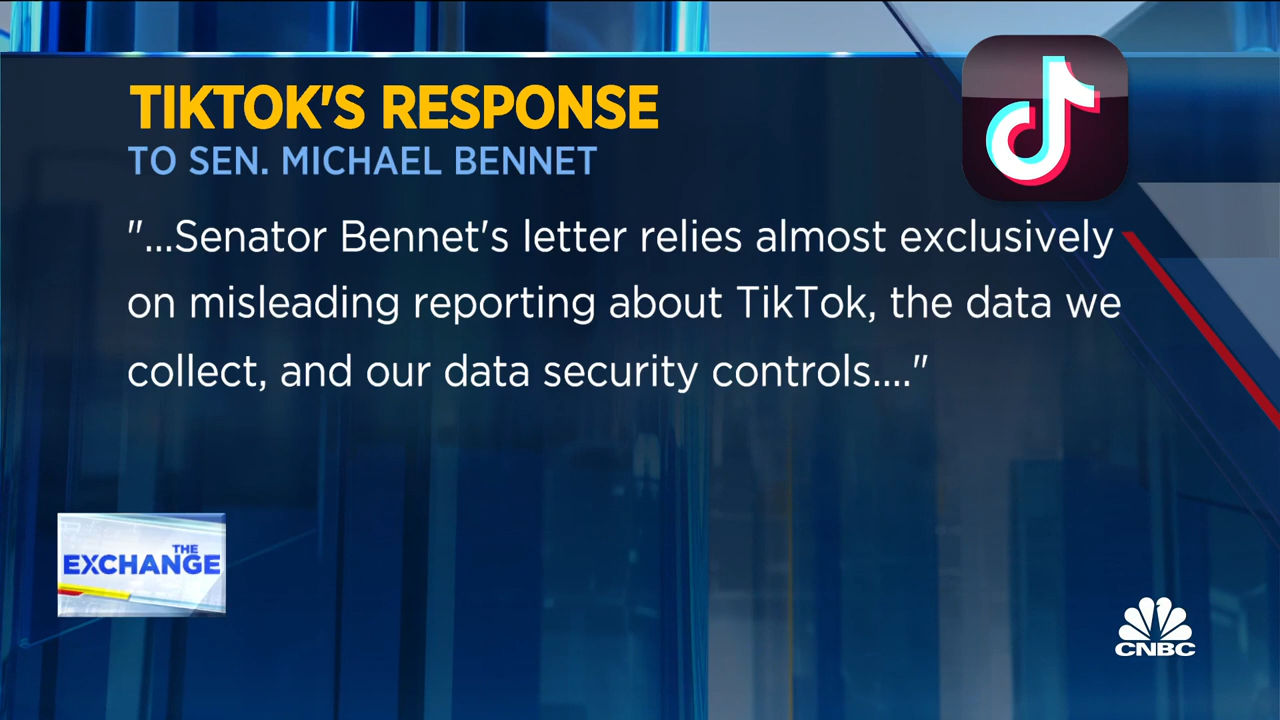 TIKTOK'S RESPONSE
TO SEN. MICHAEL BENNET
"...Senator Bennet's letter relies almost exclusively
on misleading reporting about TikTok, the data we
collect, and our data security controls...."
THE
EXCHANGE
CNBC